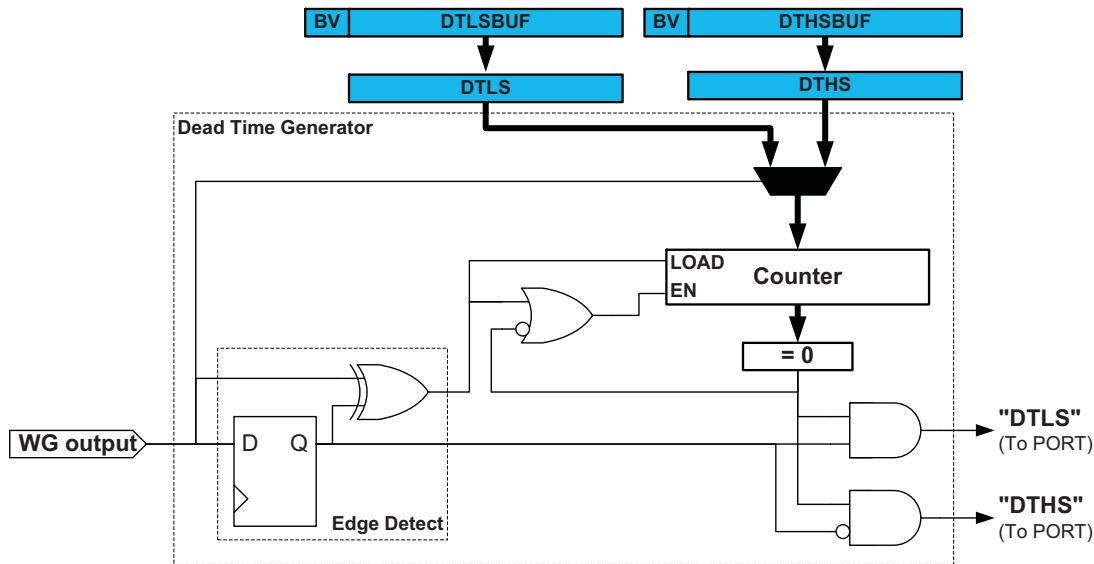 BV DTLSBUF BV DTHSBUF
DTLS DTHS
Dead Time Generator
LOAD
Counter
EN
= 0
"DTLS"
(To PORT)
WG output
D Q
"DTHS"
(To PORT)
Edge Detect